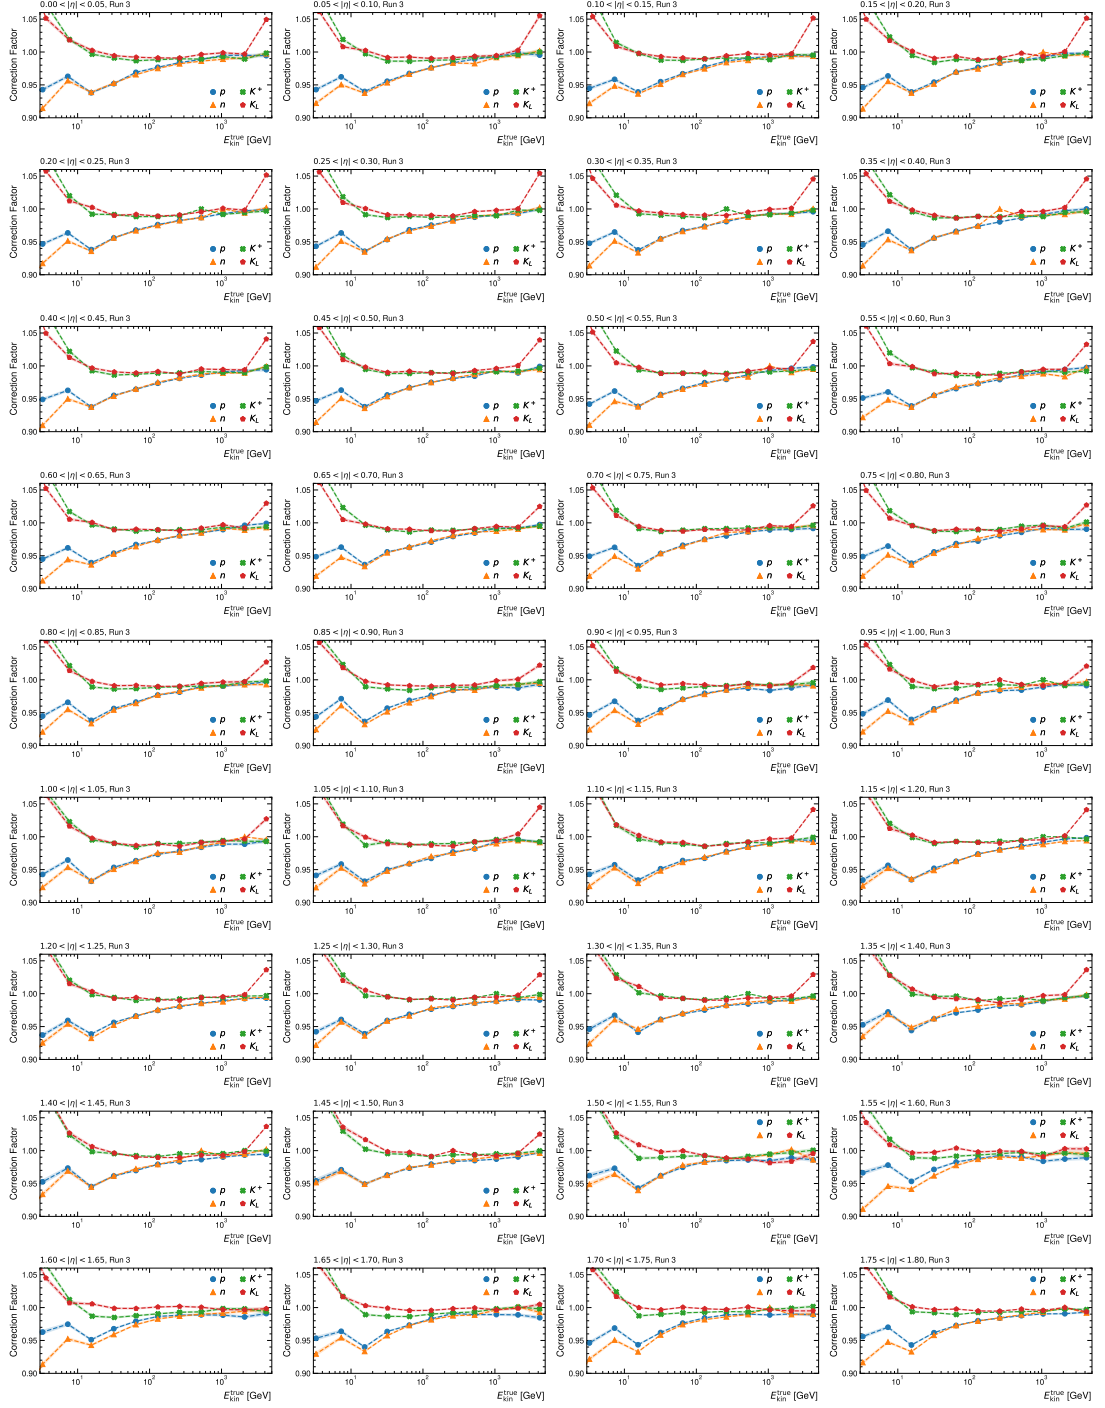 0.00 < |η| < 0.05, Run 3
0.05 < |η| < 0.10, Run 3
0.10 < |η| < 0.15, Run 3
0.15 < |η| < 0.20, Run 3
Correction Factor
1.05
1.00
0.95
0.90
p
n
K⁺
K_L
10¹ 10² 10³
E_kin^true [GeV]
0.20 < |η| < 0.25, Run 3
0.25 < |η| < 0.30, Run 3
0.30 < |η| < 0.35, Run 3
0.35 < |η| < 0.40, Run 3
0.40 < |η| < 0.45, Run 3
0.45 < |η| < 0.50, Run 3
0.50 < |η| < 0.55, Run 3
0.55 < |η| < 0.60, Run 3
0.60 < |η| < 0.65, Run 3
0.65 < |η| < 0.70, Run 3
0.70 < |η| < 0.75, Run 3
0.75 < |η| < 0.80, Run 3
0.80 < |η| < 0.85, Run 3
0.85 < |η| < 0.90, Run 3
0.90 < |η| < 0.95, Run 3
0.95 < |η| < 1.00, Run 3
1.00 < |η| < 1.05, Run 3
1.05 < |η| < 1.10, Run 3
1.10 < |η| < 1.15, Run 3
1.15 < |η| < 1.20, Run 3
1.20 < |η| < 1.25, Run 3
1.25 < |η| < 1.30, Run 3
1.30 < |η| < 1.35, Run 3
1.35 < |η| < 1.40, Run 3
1.40 < |η| < 1.45, Run 3
1.45 < |η| < 1.50, Run 3
1.50 < |η| < 1.55, Run 3
1.55 < |η| < 1.60, Run 3
1.60 < |η| < 1.65, Run 3
1.65 < |η| < 1.70, Run 3
1.70 < |η| < 1.75, Run 3
1.75 < |η| < 1.80, Run 3